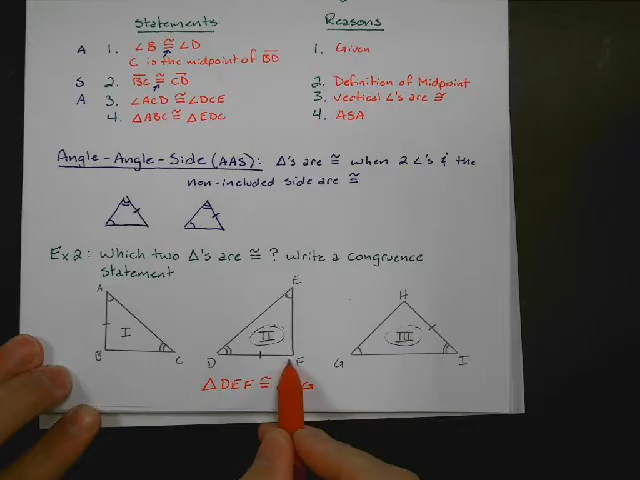 Statements
Reasons
A 1. ∠B ≅ ∠D
1. Given
C is the midpoint of BD
S 2. BC ≅ CD
2. Definition of Midpoint
A 3. ∠ACD ≅ ∠DCE
3. Vertical ∠'s are ≅
4. △ABC ≅ △EDC
4. ASA
Angle-Angle-Side (AAS): △'s are ≅ when 2 ∠'s & the
non-included side are ≅
Ex 2: Which two △'s are ≅? Write a congruence
statement
A
E
H
I
II
III
B
C
D
F
G
I
△DEF ≅ G